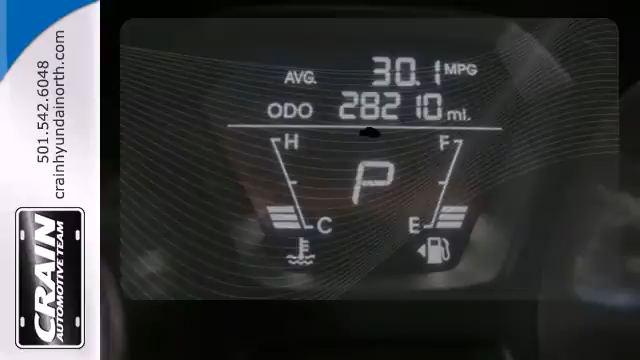 501.542.6048
crainhyundainorth.com
CRAIN
AUTOMOTIVE TEAM
AVG. 30.1 MPG
ODO 28210 mi.
H F
P
C E